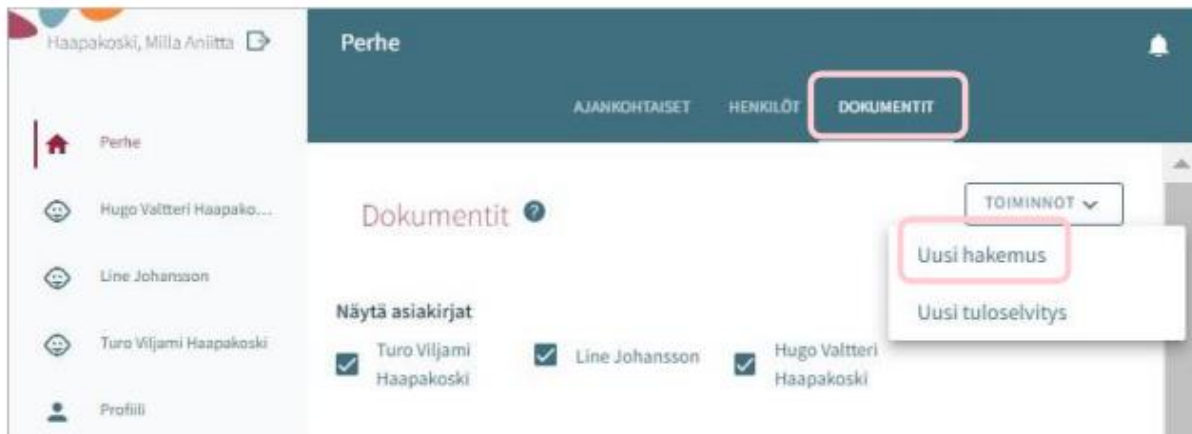 Haapakoski, Milla Aniitta
Perhe
Hugo Valtteri Haapako...
Line Johansson
Turo Viljami Haapakoski
Profiili
Perhe
AJANKOHTAISET HENKILÖT DOKUMENTIT
Dokumentit ?
TOIMINNOT
Uusi hakemus
Uusi tuloselvitys
Näytä asiakirjat
Turo Viljami
Haapakoski
Line Johansson
Hugo Valtteri
Haapakoski